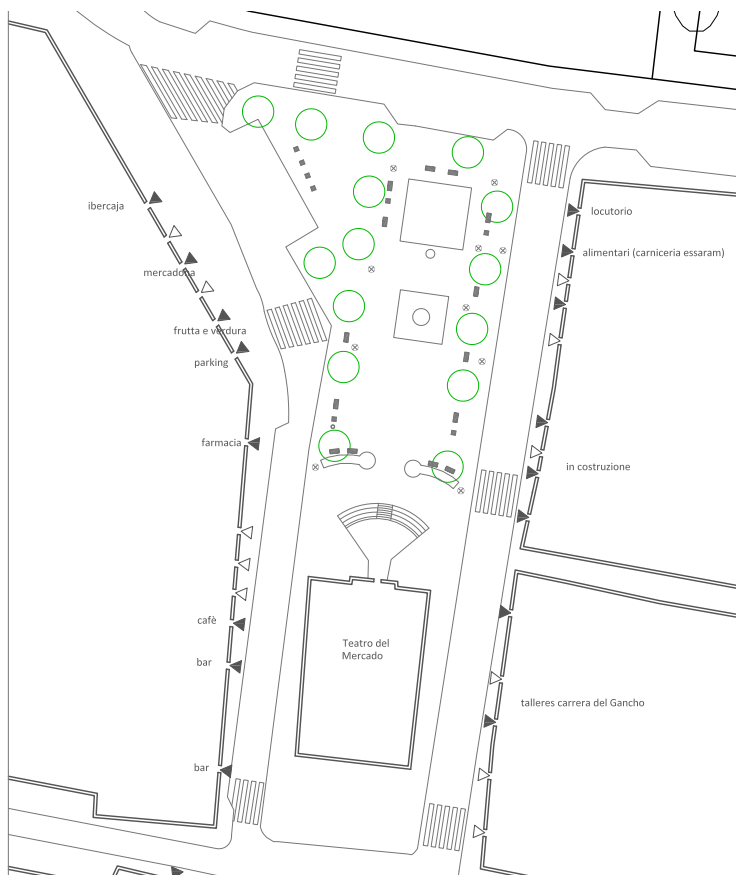 ibercaja
locutorio
alimentari (carniceria essaram)
mercadona
frutta e verdura
parking
farmacia
in costruzione
cafè
Teatro del
Mercado
bar
talleres carrera del Gancho
bar